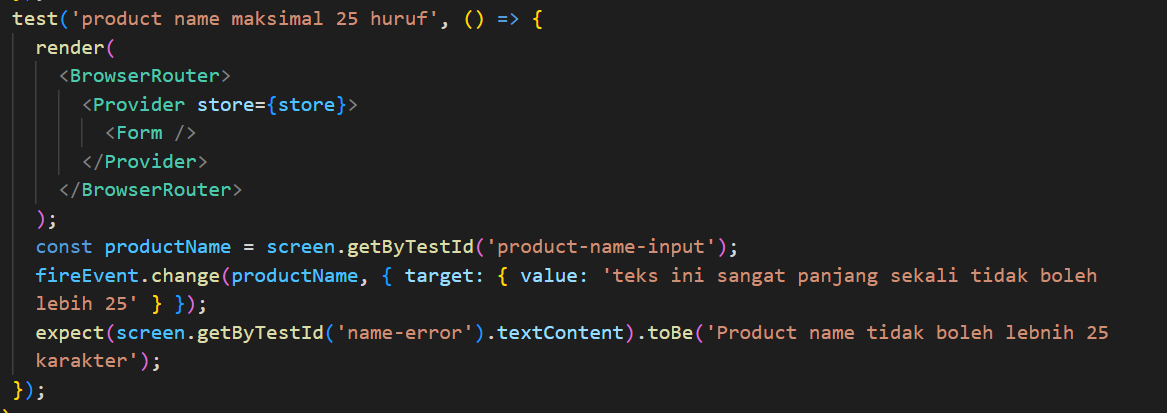 test('product name maksimal 25 huruf', () => {
render(
<BrowserRouter>
<Provider store={store}>
<Form />
</Provider>
</BrowserRouter>
);
const productName = screen.getByTestId('product-name-input');
fireEvent.change(productName, { target: { value: 'teks ini sangat panjang sekali tidak boleh
lebih 25' } });
expect(screen.getByTestId('name-error').textContent).toBe('Product name tidak boleh lebnih 25
karakter');
});